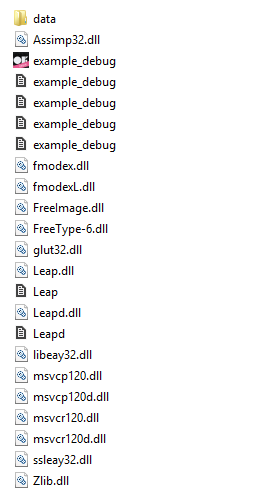 data
Assimp32.dll
example_debug
example_debug
example_debug
example_debug
example_debug
fmodex.dll
fmodexL.dll
FreeImage.dll
FreeType-6.dll
glut32.dll
Leap.dll
Leap
Leapd.dll
Leapd
libeay32.dll
msvcp120.dll
msvcp120d.dll
msvcr120.dll
msvcr120d.dll
ssleay32.dll
Zlib.dll